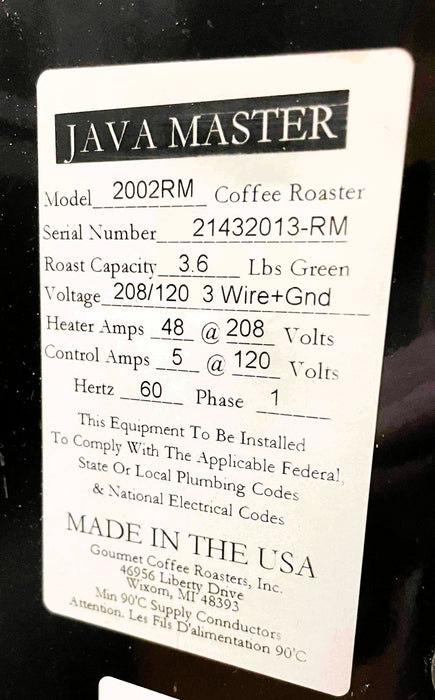 JAVA MASTER
Model 2002RM Coffee Roaster
Serial Number 21432013-RM
Roast Capacity 3.6 Lbs Green
Voltage 208/120 3 Wire+Gnd
Heater Amps 48 @ 208 Volts
Control Amps 5 @ 120 Volts
Hertz 60 Phase 1
This Equipment To Be Installed
To Comply With The Applicable Federal,
State Or Local Plumbing Codes
& National Electrical Codes
MADE IN THE USA
Gourmet Coffee Roasters, Inc.
46956 Liberty Drive
Wixom, MI 48393
Min 90'C Supply Connductors
Attention. Les Fils D'alimentation 90'C